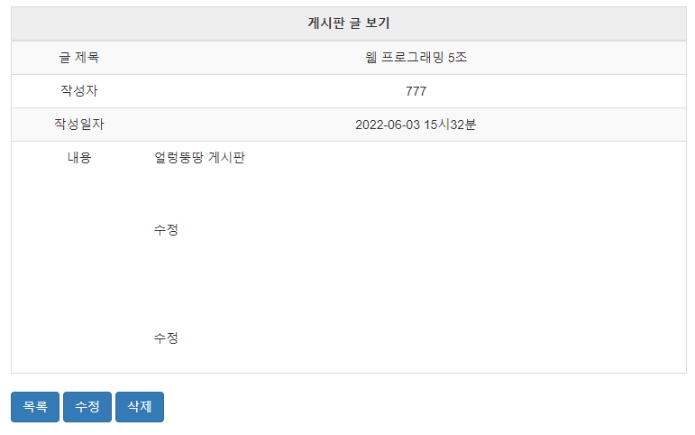 게시판 글 보기
글 제목 웹 프로그래밍 5조
작성자 777
작성일자 2022-06-03 15시32분
내용 얼렁뚱땅 게시판
수정
수정
목록 수정 삭제